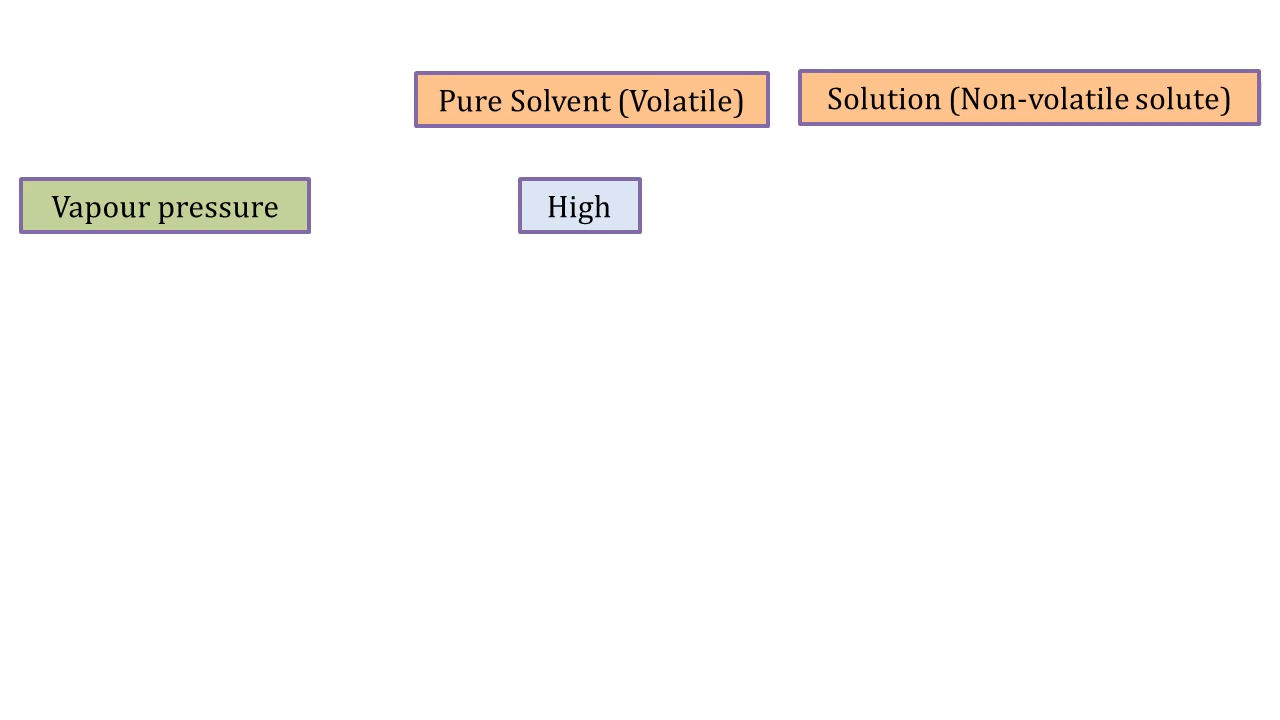 Pure Solvent (Volatile)
Solution (Non-volatile solute)
Vapour pressure
High